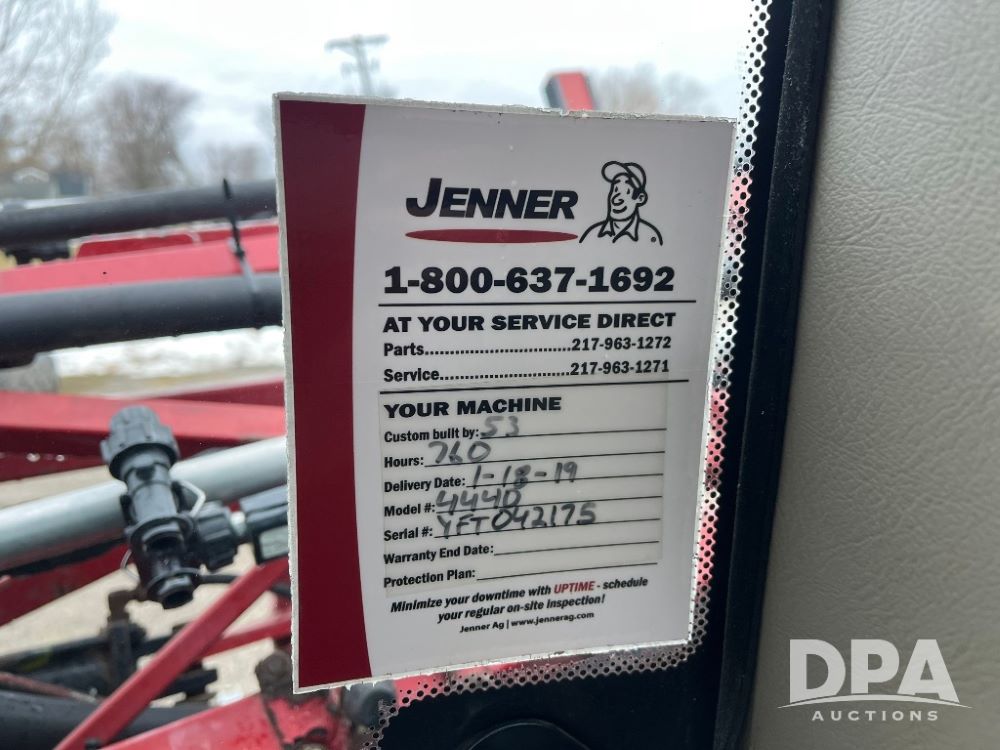 JENNER
1-800-637-1692
AT YOUR SERVICE DIRECT
Parts.............................217-963-1272
Service..........................217-963-1271
YOUR MACHINE
Custom built by: 53
Hours: 760
Delivery Date: 1-18-19
Model #: 4440
Serial #: YFT042175
Warranty End Date:
Protection Plan:
Minimize your downtime with UPTIME - schedule
your regular on-site inspection!
Jenner Ag | www.jennerag.com
DPA
AUCTIONS